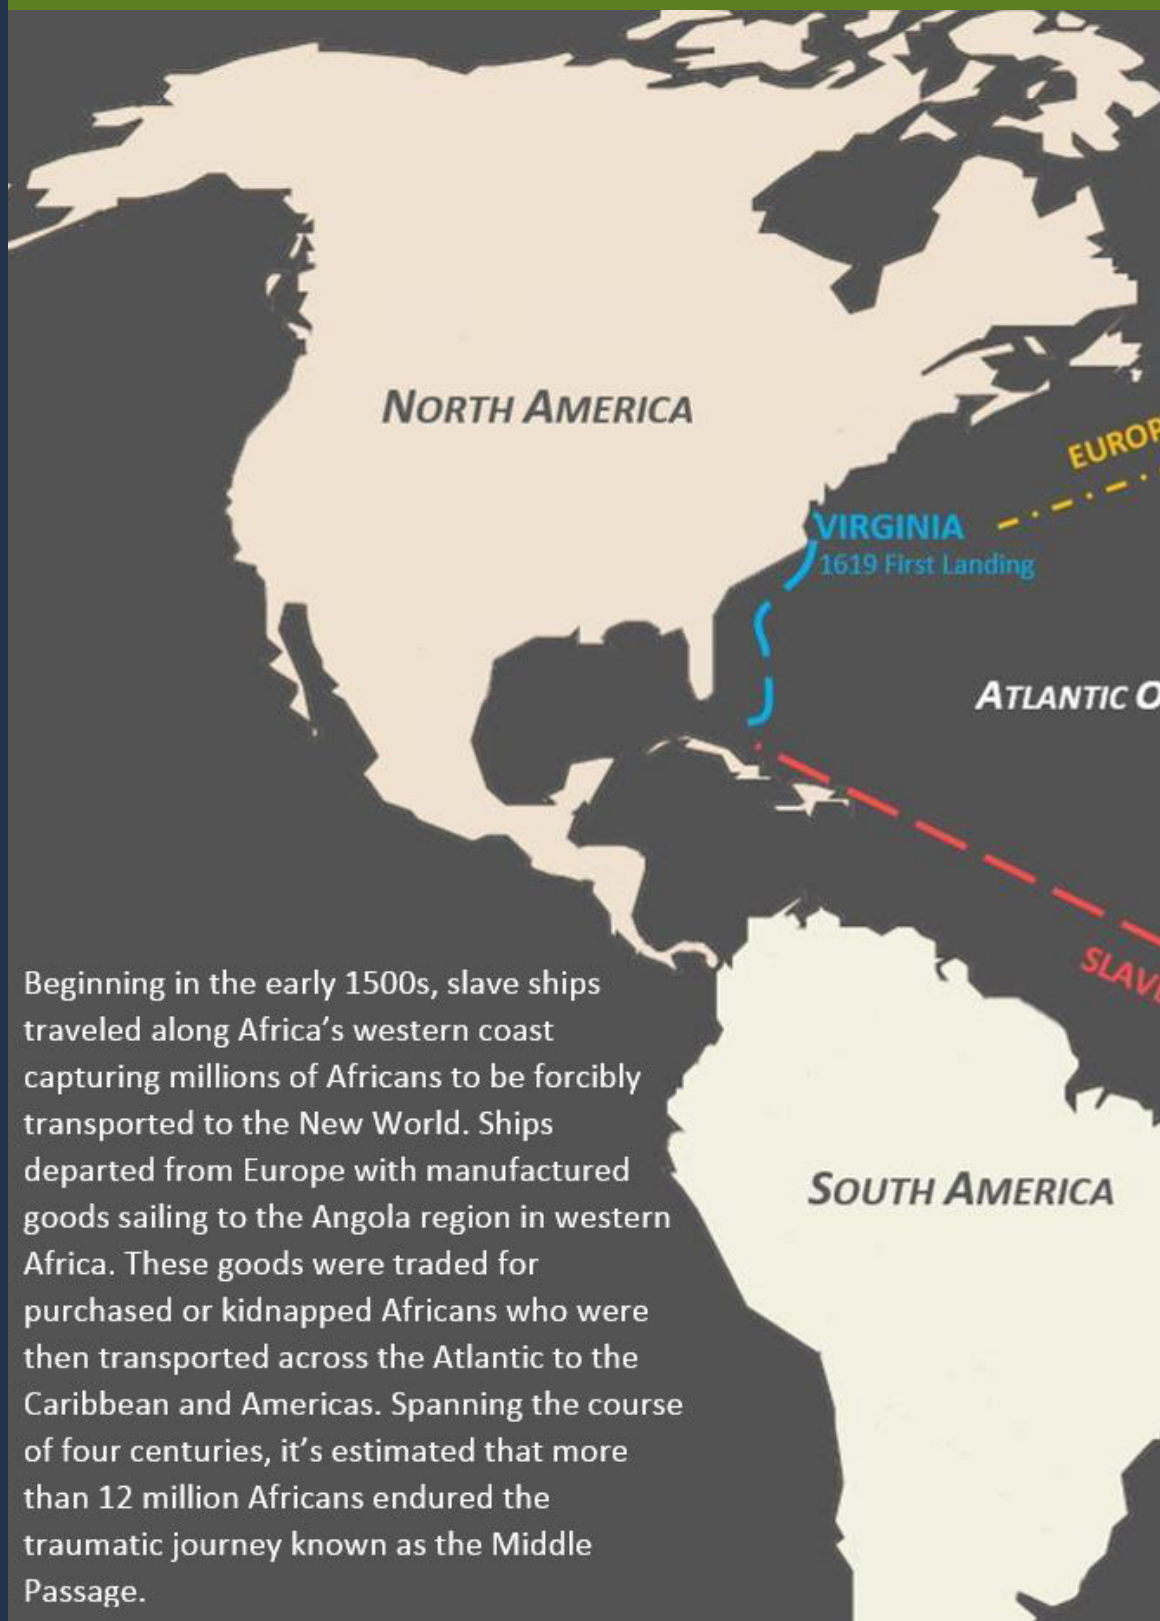 NORTH AMERICA
EUROP
VIRGINIA
1619 First Landing
ATLANTIC O
SLAV
SOUTH AMERICA
Beginning in the early 1500s, slave ships
traveled along Africa’s western coast
capturing millions of Africans to be forcibly
transported to the New World. Ships
departed from Europe with manufactured
goods sailing to the Angola region in western
Africa. These goods were traded for
purchased or kidnapped Africans who were
then transported across the Atlantic to the
Caribbean and Americas. Spanning the course
of four centuries, it’s estimated that more
than 12 million Africans endured the
traumatic journey known as the Middle
Passage.